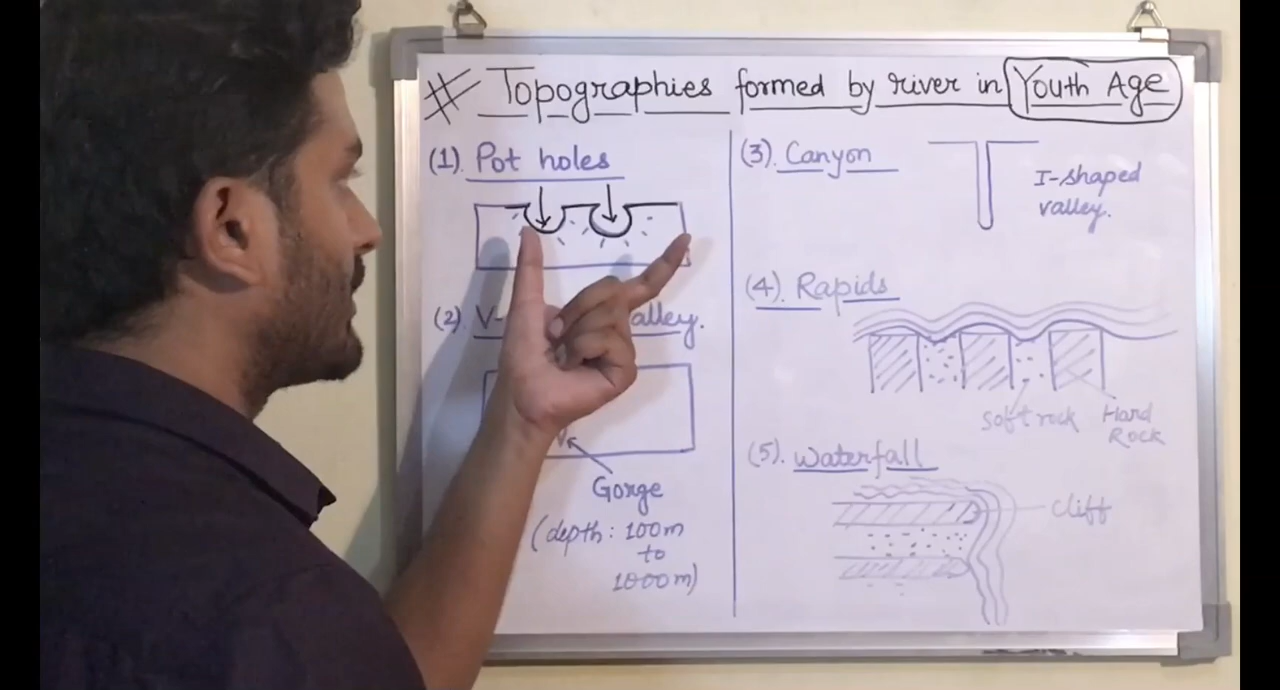 # Topographies formed by river in Youth Age
(1). Pot holes
(2) V- alley.
Gorge
(depth: 100m
to
1000m)
(3). Canyon
I-shaped
valley.
(4). Rapids
Soft rock
Hard
Rock
(5). Waterfall
cliff